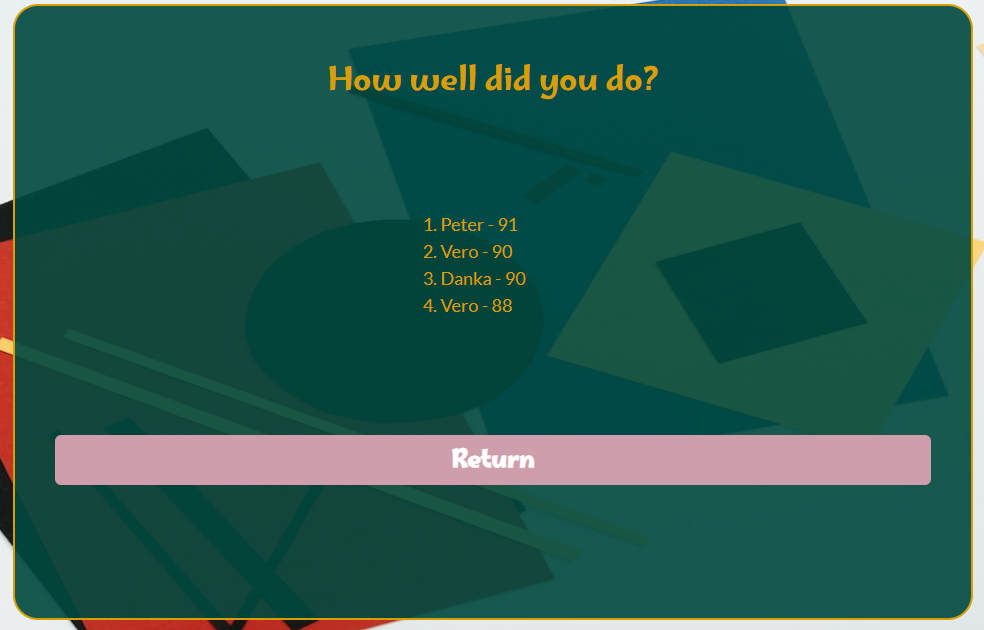 How well did you do?
1. Peter - 91
2. Vero - 90
3. Danka - 90
4. Vero - 88
Return